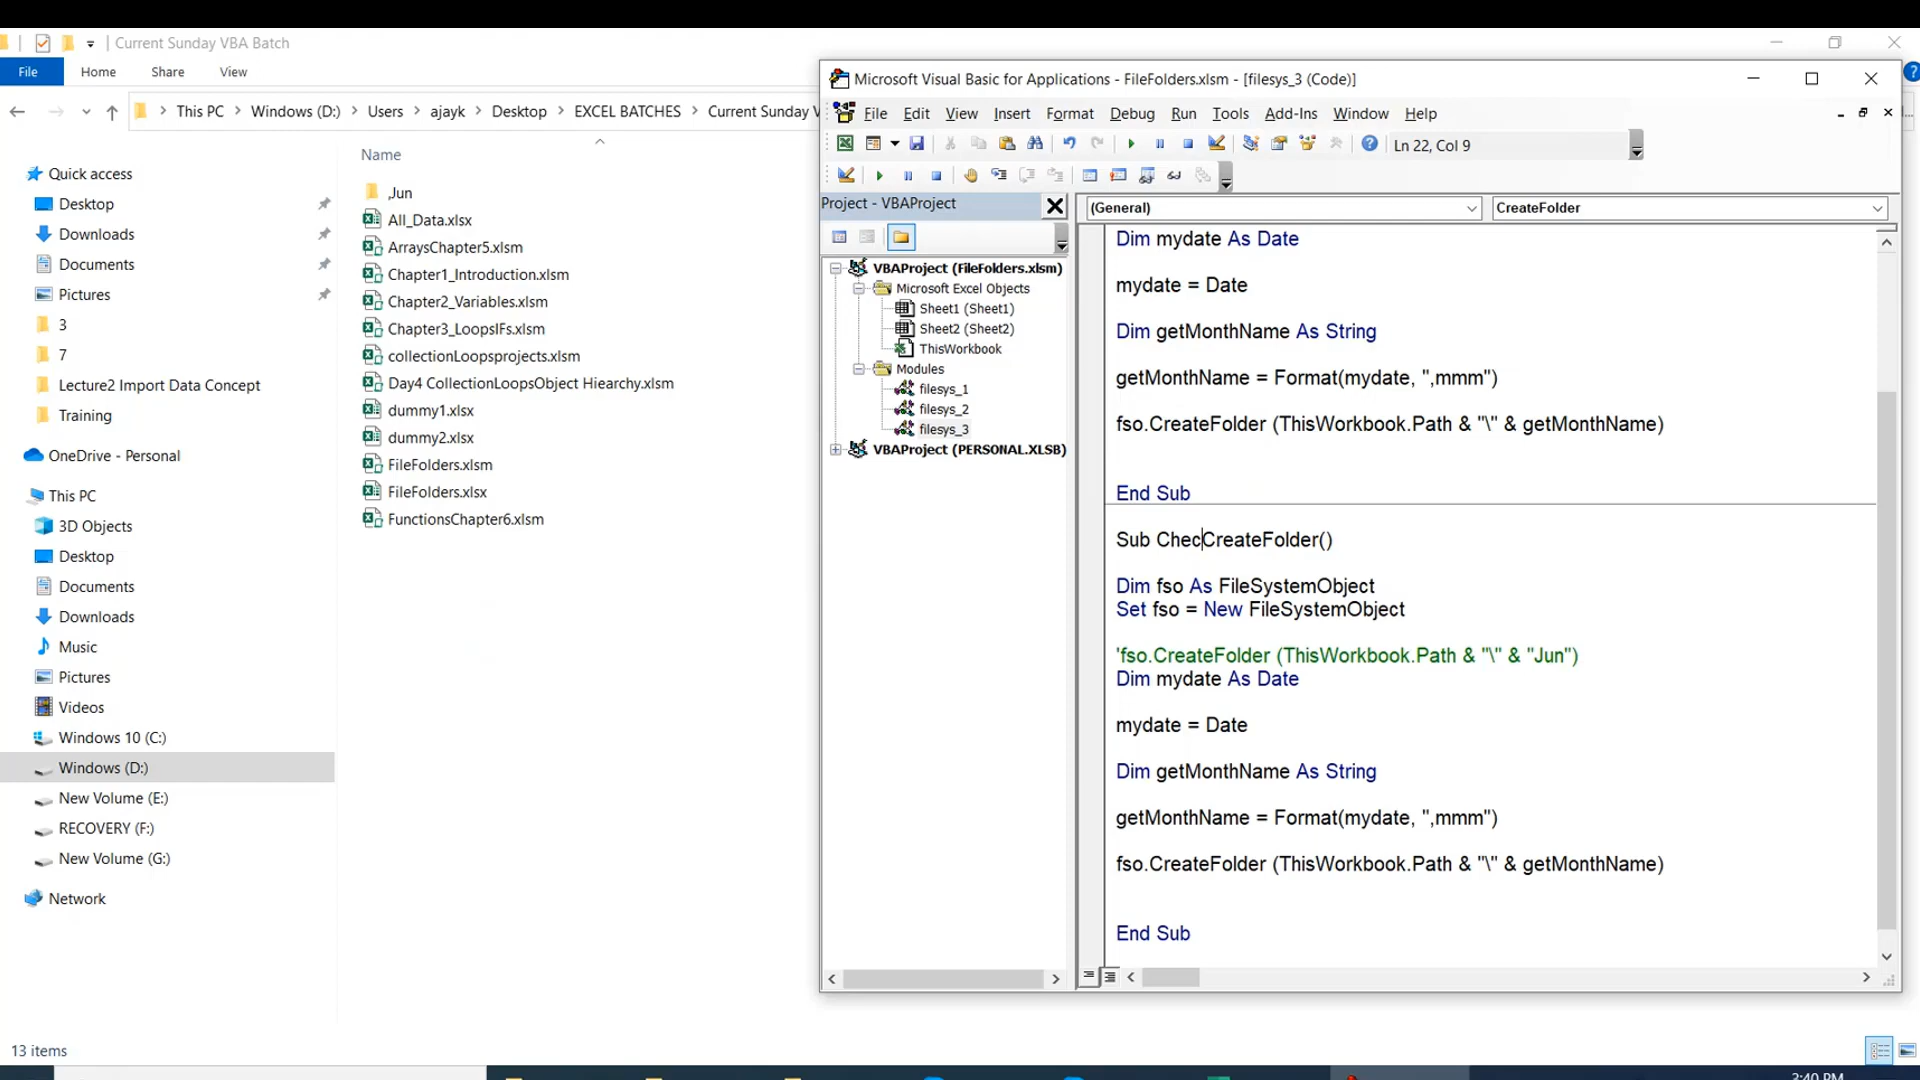 Current Sunday VBA Batch
File Home Share View
This PC Windows (D:) Users ajayk Desktop EXCEL BATCHES Current Sunday V
Name
Quick access
Desktop
Downloads
Documents
Pictures
3
7
Lecture2 Import Data Concept
Training
OneDrive - Personal
This PC
3D Objects
Desktop
Documents
Downloads
Music
Pictures
Videos
Windows 10 (C:)
Windows (D:)
New Volume (E:)
RECOVERY (F:)
New Volume (G:)
Network
,Jun
All_Data.xlsx
ArraysChapter5.xlsm
Chapter1_Introduction.xlsm
Chapter2_Variables.xlsm
Chapter3_LoopsIFs.xlsm
collectionLoopsprojects.xlsm
Day4 CollectionLoopsObject Hiearchy.xlsm
dummy1.xlsx
dummy2.xlsx
FileFolders.xlsm
FileFolders.xlsx
FunctionsChapter6.xlsm
13 items
Microsoft Visual Basic for Applications - FileFolders.xlsm - [filesys_3 (Code)]
File Edit View Insert Format Debug Run Tools Add-Ins Window Help
Ln 22, Col 9
Project - VBAProject
VBAProject (FileFolders.xlsm)
Microsoft Excel Objects
Sheet1 (Sheet1)
Sheet2 (Sheet2)
ThisWorkbook
Modules
filesys_1
filesys_2
filesys_3
VBAProject (PERSONAL.XLSB)
(General) CreateFolder
Dim mydate As Date
mydate = Date
Dim getMonthName As String
getMonthName = Format(mydate, ",mmm")
fso.CreateFolder (ThisWorkbook.Path & "\" & getMonthName)
End Sub
Sub ChecCreateFolder()
Dim fso As FileSystemObject
Set fso = New FileSystemObject
'fso.CreateFolder (ThisWorkbook.Path & "\" & "Jun")
Dim mydate As Date
mydate = Date
Dim getMonthName As String
getMonthName = Format(mydate, ",mmm")
fso.CreateFolder (ThisWorkbook.Path & "\" & getMonthName)
End Sub
3:40 PM